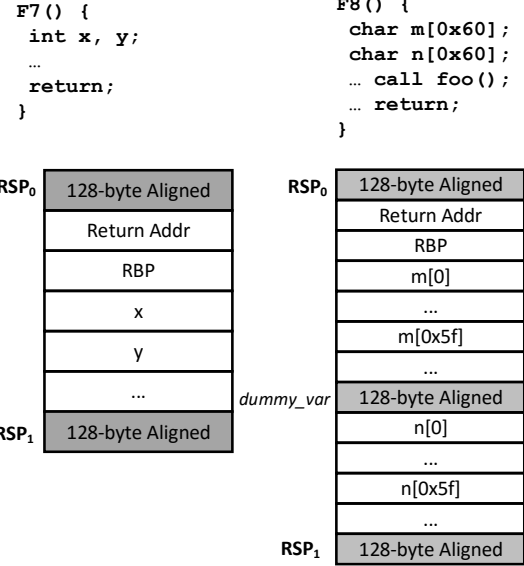 F7() {
int x, y;
…
return;
}
F8() {
char m[0x60];
char n[0x60];
… call foo();
… return;
}
RSP₀
128-byte Aligned
Return Addr
RBP
x
y
...
RSP₁
128-byte Aligned
RSP₀
128-byte Aligned
Return Addr
RBP
m[0]
...
m[0x5f]
...
dummy_var
128-byte Aligned
n[0]
...
n[0x5f]
...
RSP₁
128-byte Aligned